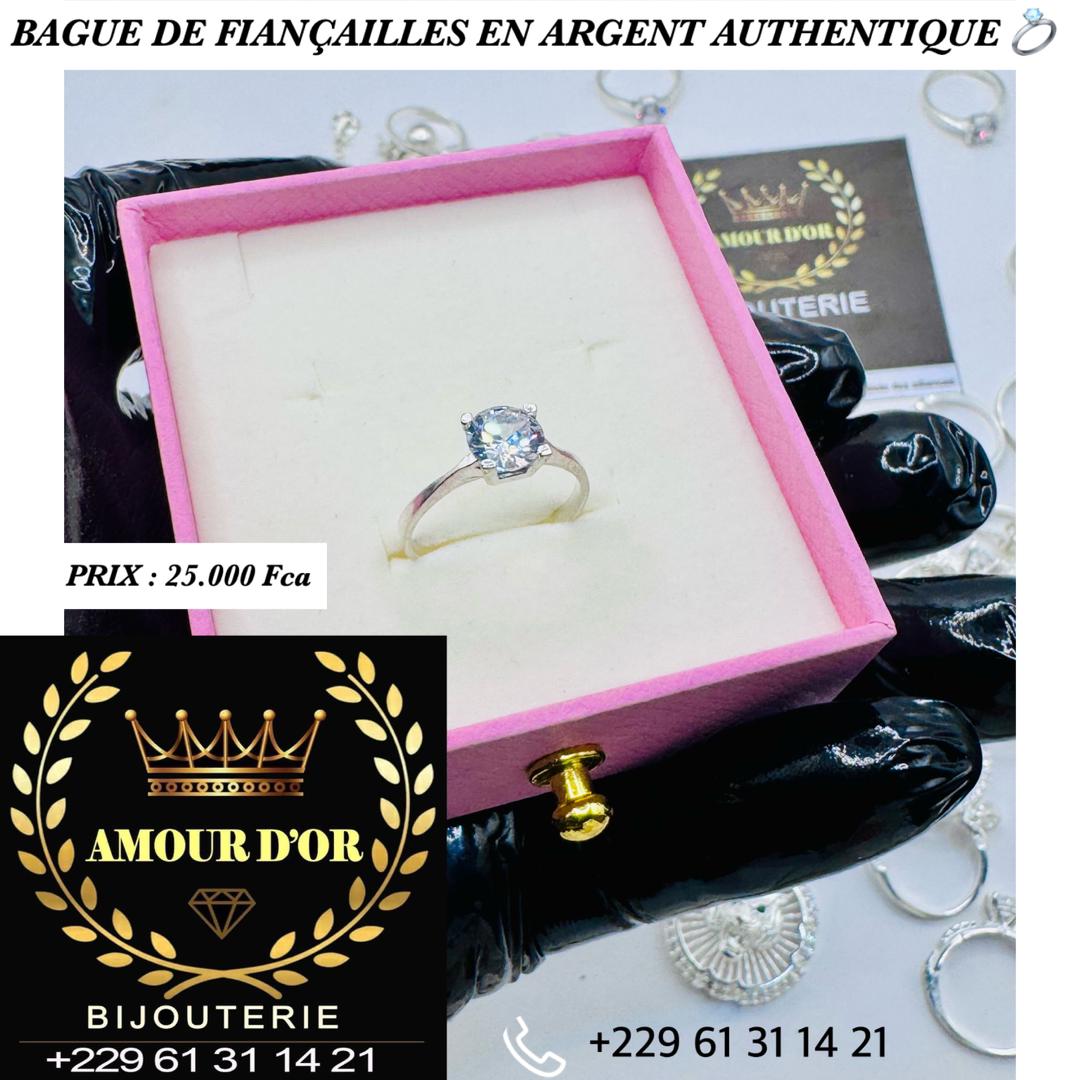 BAGUE DE FIANÇAILLES EN ARGENT AUTHENTIQUE
AMOUR D'OR
PRIX : 25.000 Fca
AMOUR D'OR
BIJOUTERIE
+229 61 31 14 21
+229 61 31 14 21